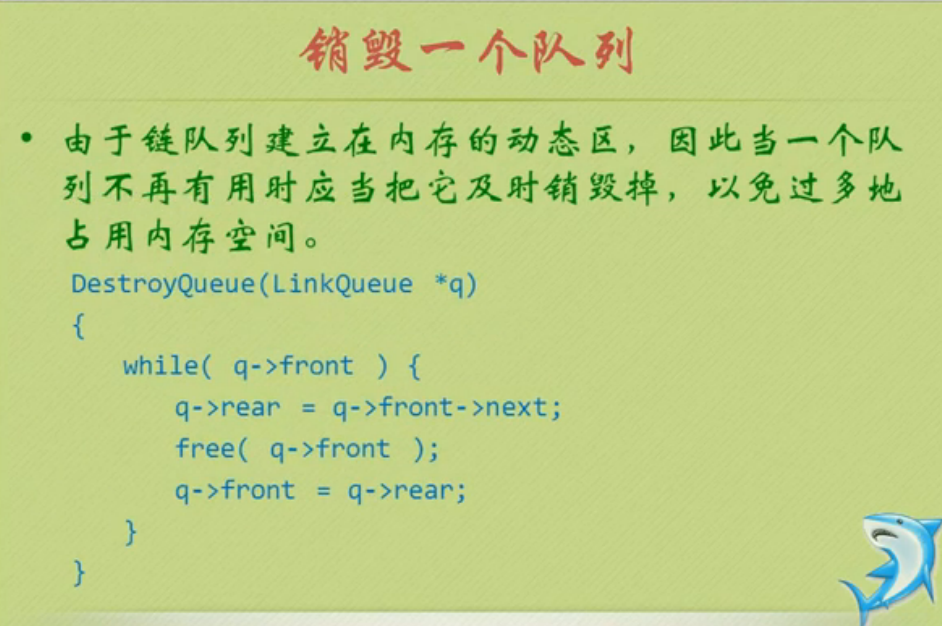 销毁一个队列
• 由于链队列建立在内存的动态区，因此当一个队
列不再有用时应当把它及时销毁掉，以免过多地
占用内存空间。
DestroyQueue(LinkQueue *q)
{
while( q->front ) {
q->rear = q->front->next;
free( q->front );
q->front = q->rear;
}
}